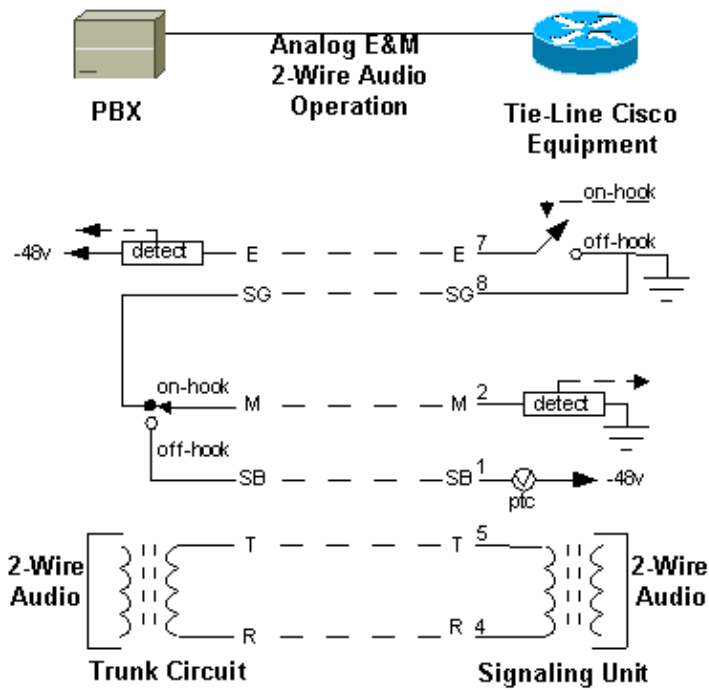 Analog E&M
2-Wire Audio
Operation
PBX
Tie-Line Cisco
Equipment
on-hook
-48v
detect
E
E
7
off-hook
SG
SG
8
on-hook
M
M
2
detect
off-hook
SB
SB
1
ptc
-48v
2-Wire
Audio
T
T
5
R
R
4
2-Wire
Audio
Trunk Circuit
Signaling Unit